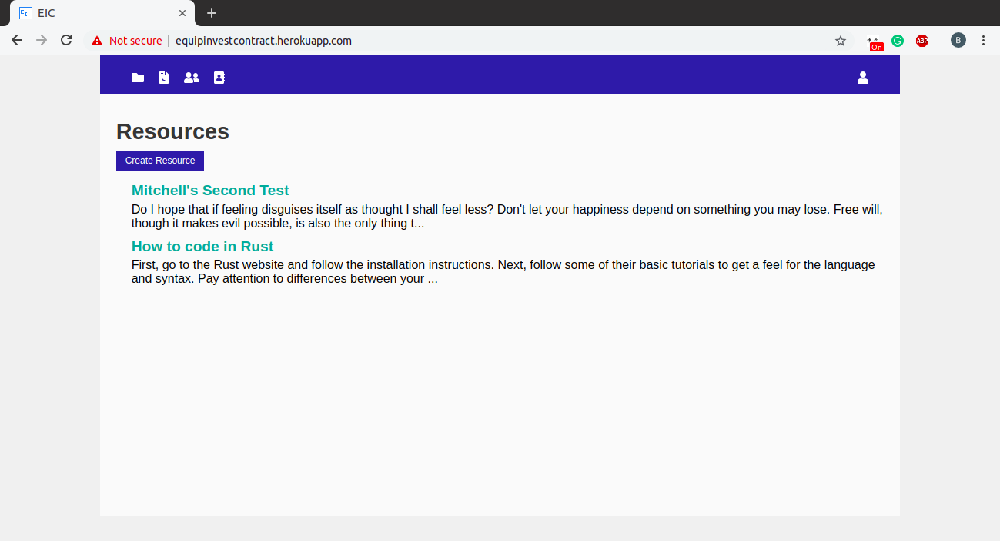 EIC
EIC
Not secure
equipinvestcontract.herokuapp.com
On
ABP
B
Resources
Create Resource
Mitchell's Second Test
Do I hope that if feeling disguises itself as thought I shall feel less? Don't let your happiness depend on something you may lose. Free will,
though it makes evil possible, is also the only thing t...
How to code in Rust
First, go to the Rust website and follow the installation instructions. Next, follow some of their basic tutorials to get a feel for the language
and syntax. Pay attention to differences between your ...